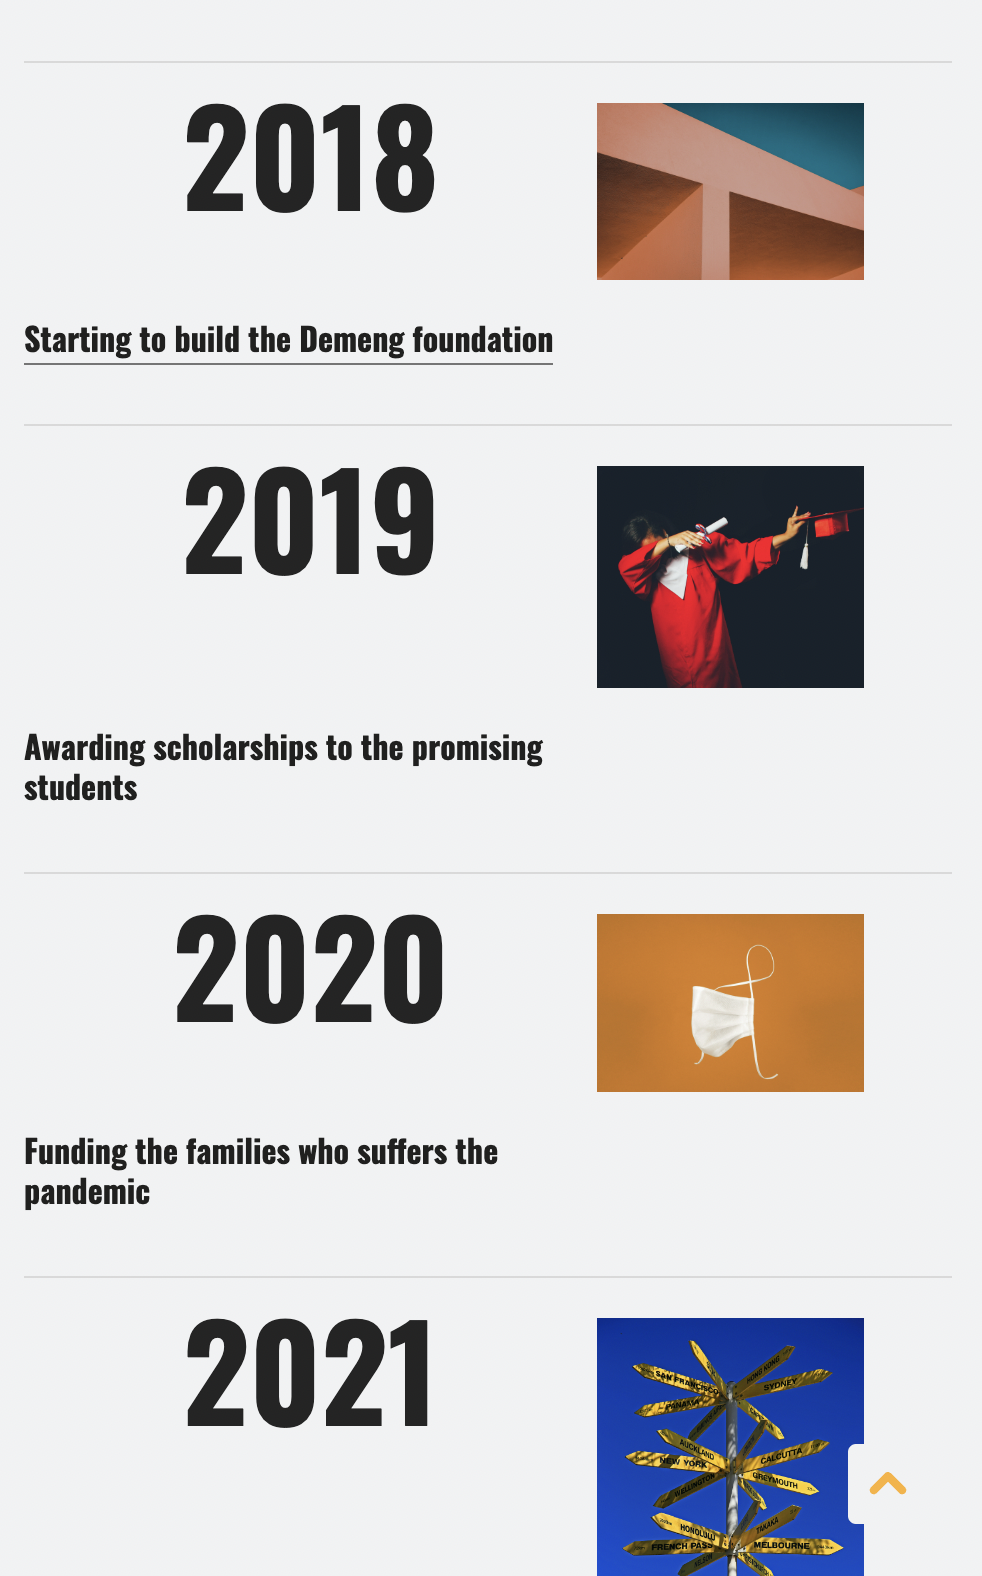 2018
Starting to build the Demeng foundation
2019
Awarding scholarships to the promising
students
2020
Funding the families who suffers the
pandemic
2021
HONG KONG
SAN FRANCISCO
SYDNEY
PANAMA
AUCKLAND
CALCUTTA
NEW YORK
GREYMOUTH
WELLINGTON
TAKAKA
HONOLULU
FRENCH PASS
MELBOURNE
NELSON